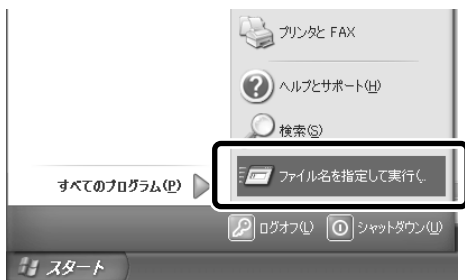 プリンタと FAX
ヘルプとサポート(H)
検索(S)
ファイル名を指定して実行(..
すべてのプログラム(P)
ログオフ(L)
シャットダウン(U)
スタート